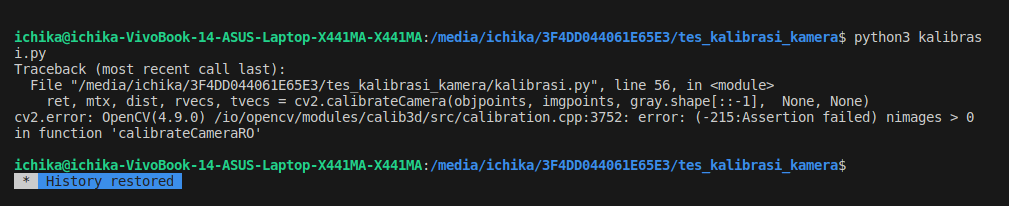 ichika@ichika-VivoBook-14-ASUS-Laptop-X441MA-X441MA:/media/ichika/3F4DD044061E65E3/tes_kalibrasi_kamera$ python3 kalibras
i.py
Traceback (most recent call last):
  File "/media/ichika/3F4DD044061E65E3/tes_kalibrasi_kamera/kalibrasi.py", line 56, in <module>
    ret, mtx, dist, rvecs, tvecs = cv2.calibrateCamera(objpoints, imgpoints, gray.shape[::-1],  None, None)
cv2.error: OpenCV(4.9.0) /io/opencv/modules/calib3d/src/calibration.cpp:3752: error: (-215:Assertion failed) nimages > 0
in function 'calibrateCameraRO'
ichika@ichika-VivoBook-14-ASUS-Laptop-X441MA-X441MA:/media/ichika/3F4DD044061E65E3/tes_kalibrasi_kamera$
* History restored